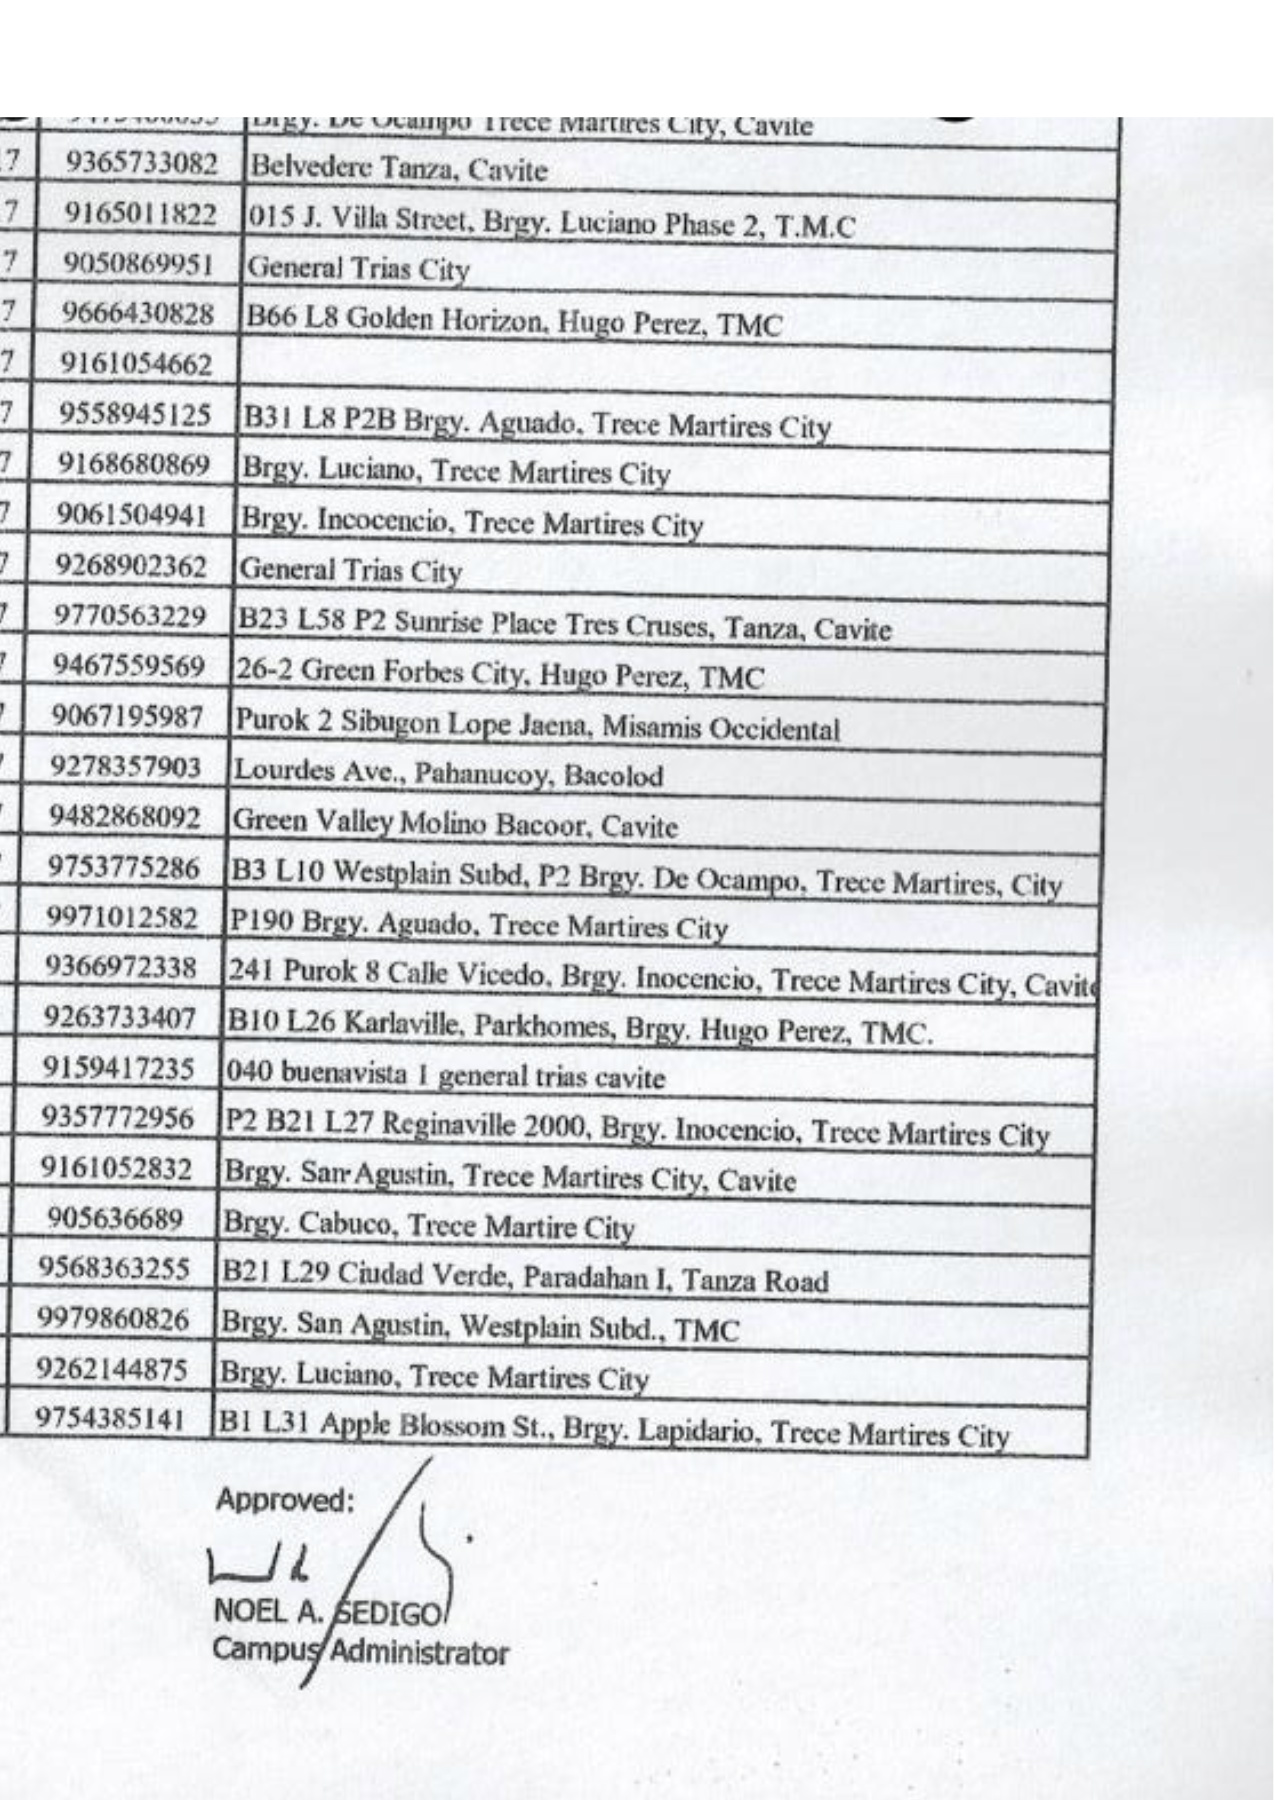 Brgy. De Ocampo Trece Martires City, Cavite
7 9365733082 Belvedere Tanza, Cavite
7 9165011822 015 J. Villa Street, Brgy. Luciano Phase 2, T.M.C
7 9050869951 General Trias City
7 9666430828 B66 L8 Golden Horizon, Hugo Perez, TMC
7 9161054662
7 9558945125 B31 L8 P2B Brgy. Aguado, Trece Martires City
7 9168680869 Brgy. Luciano, Trece Martires City
7 9061504941 Brgy. Incocencio, Trece Martires City
7 9268902362 General Trias City
7 9770563229 B23 L58 P2 Sunrise Place Tres Cruses, Tanza, Cavite
9467559569 26-2 Green Forbes City, Hugo Perez, TMC
9067195987 Purok 2 Sibugon Lope Jaena, Misamis Occidental
9278357903 Lourdes Ave., Pahanucoy, Bacolod
9482868092 Green Valley Molino Bacoor, Cavite
9753775286 B3 L10 Westplain Subd, P2 Brgy. De Ocampo, Trece Martires, City
9971012582 P190 Brgy. Aguado, Trece Martires City
9366972338 241 Purok 8 Calle Vicedo, Brgy. Inocencio, Trece Martires City, Cavite
9263733407 B10 L26 Karlaville, Parkhomes, Brgy. Hugo Perez, TMC.
9159417235 040 buenavista 1 general trias cavite
9357772956 P2 B21 L27 Reginaville 2000, Brgy. Inocencio, Trece Martires City
9161052832 Brgy. San Agustin, Trece Martires City, Cavite
905636689 Brgy. Cabuco, Trece Martire City
9568363255 B21 L29 Ciudad Verde, Paradahan I, Tanza Road
9979860826 Brgy. San Agustin, Westplain Subd., TMC
9262144875 Brgy. Luciano, Trece Martires City
9754385141 B1 L31 Apple Blossom St., Brgy. Lapidario, Trece Martires City
Approved:
NOEL A. SEDIGO
Campus Administrator